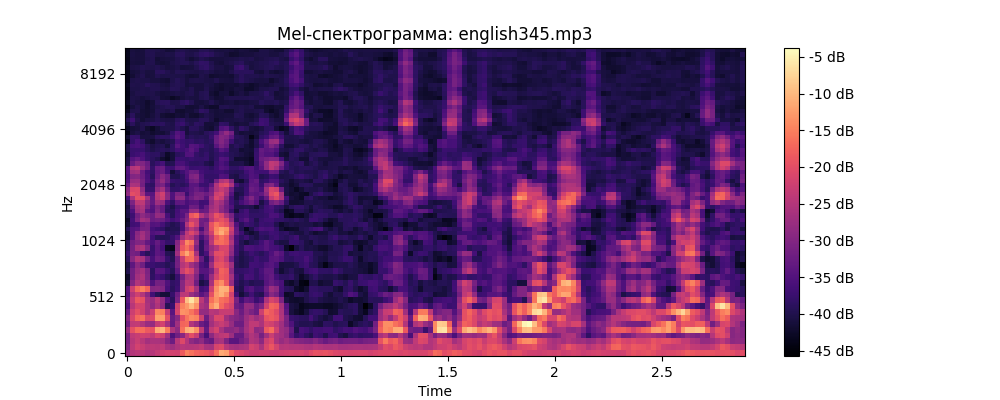 Mel-спектрограмма: english345.mp3
8192
4096
2048
1024
512
0
Hz
0
0.5
1
1.5
2
2.5
Time
-5 dB
-10 dB
-15 dB
-20 dB
-25 dB
-30 dB
-35 dB
-40 dB
-45 dB